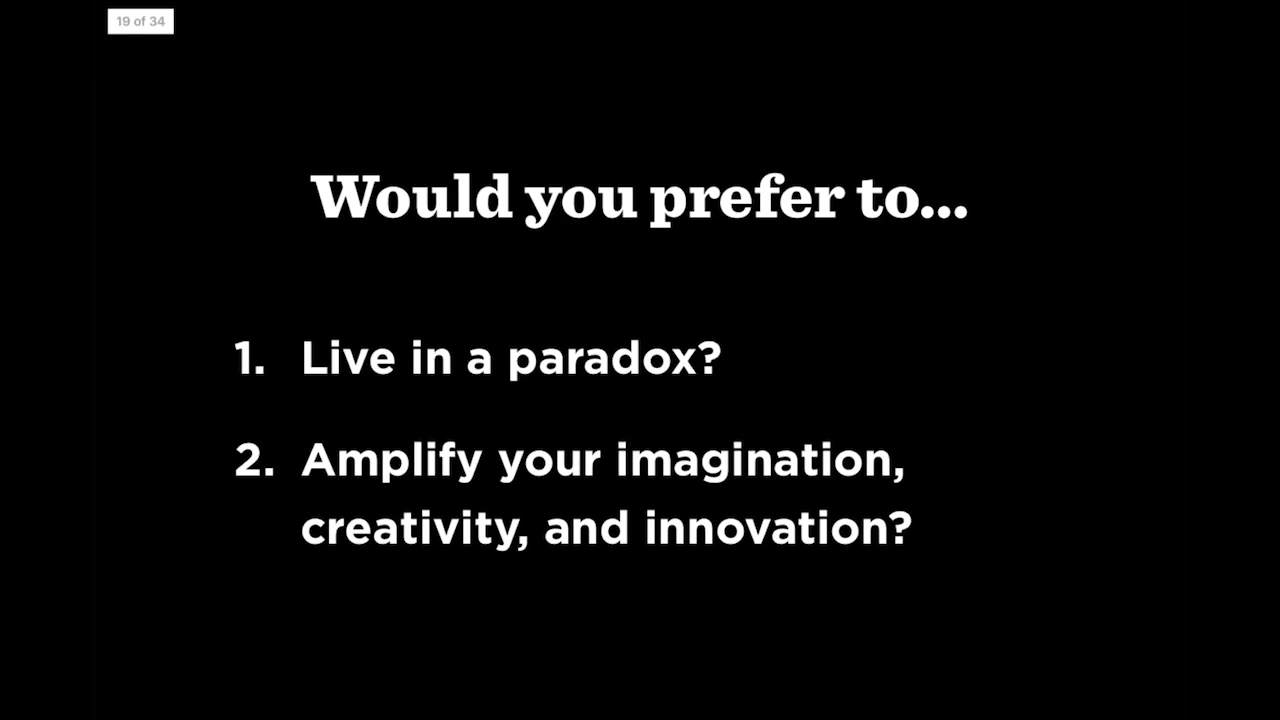 19 of 34
Would you prefer to...
1. Live in a paradox?
2. Amplify your imagination,
creativity, and innovation?